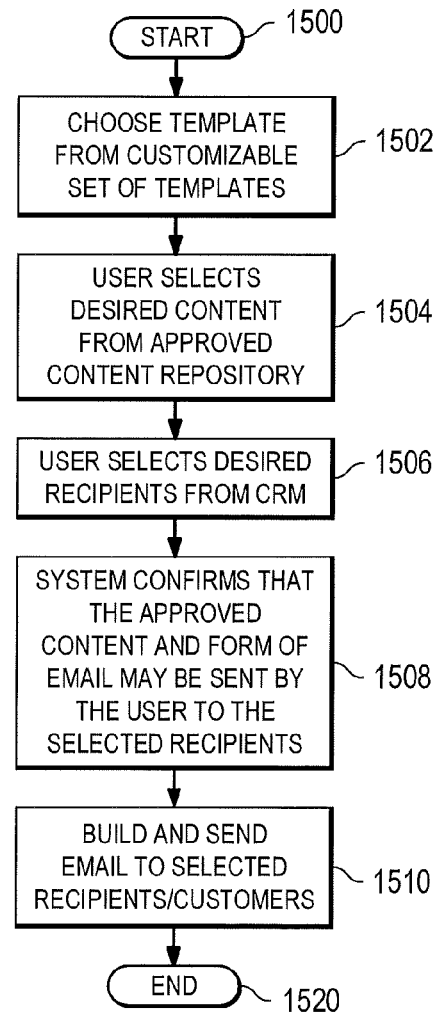 START
1500
CHOOSE TEMPLATE
FROM CUSTOMIZABLE
SET OF TEMPLATES
1502
USER SELECTS
DESIRED CONTENT
FROM APPROVED
CONTENT REPOSITORY
1504
USER SELECTS DESIRED
RECIPIENTS FROM CRM
1506
SYSTEM CONFIRMS THAT
THE APPROVED
CONTENT AND FORM OF
EMAIL MAY BE SENT BY
THE USER TO THE
SELECTED RECIPIENTS
1508
BUILD AND SEND
EMAIL TO SELECTED
RECIPIENTS/CUSTOMERS
1510
END
1520